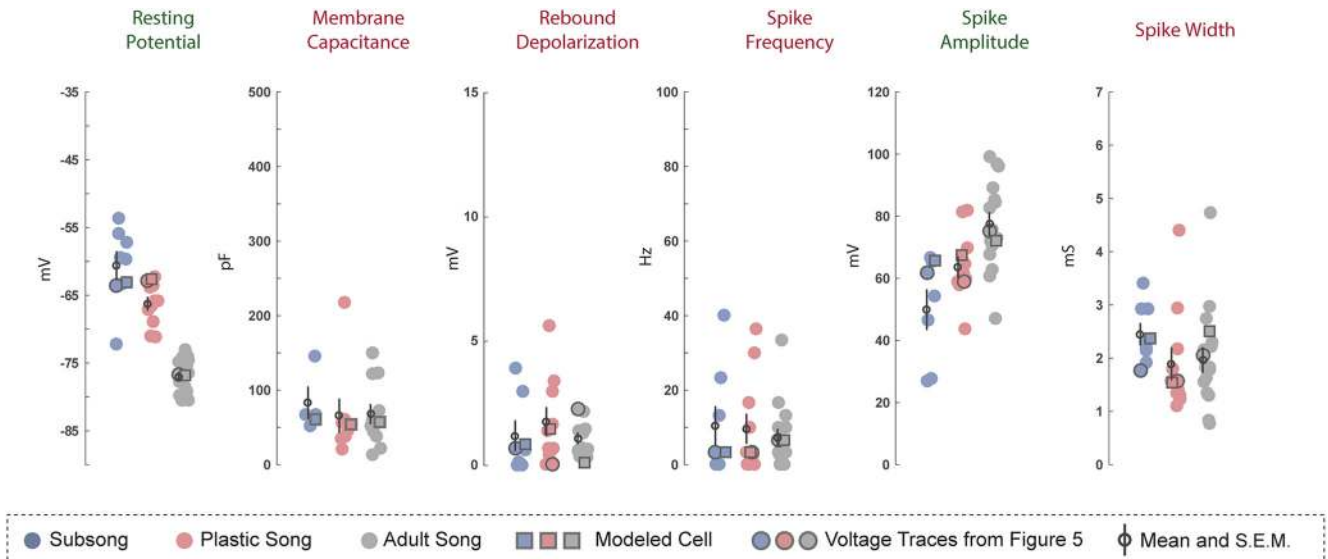 Resting
Potential
Membrane
Capacitance
Rebound
Depolarization
Spike
Frequency
Spike
Amplitude
Spike Width
mV
-35
-45
-55
-65
-75
-85
pF
500
400
300
200
100
0
mV
15
10
5
0
Hz
100
80
60
40
20
0
mV
120
100
80
60
40
20
0
mS
7
6
5
4
3
2
1
0
Subsong
Plastic Song
Adult Song
Modeled Cell
Voltage Traces from Figure 5
Mean and S.E.M.